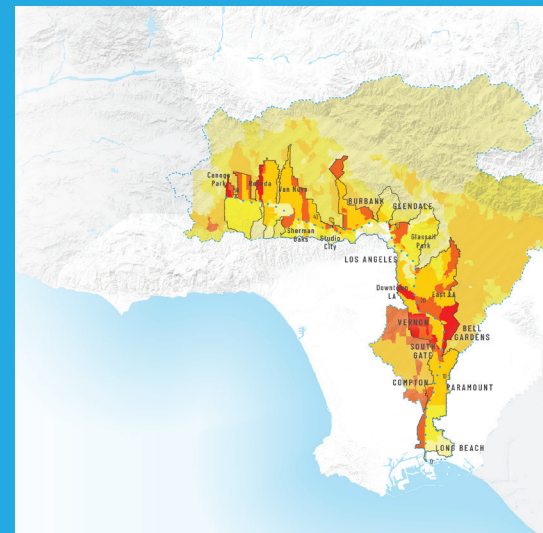 Canoga
Park
Reseda
Van Nuys
BURBANK
GLENDALE
Sherman
Oaks
Studio
City
Glassell
Park
LOS ANGELES
Downtown
LA
East LA
VERNON
BELL
GARDENS
SOUTH
GATE
COMPTON
PARAMOUNT
LONG BEACH